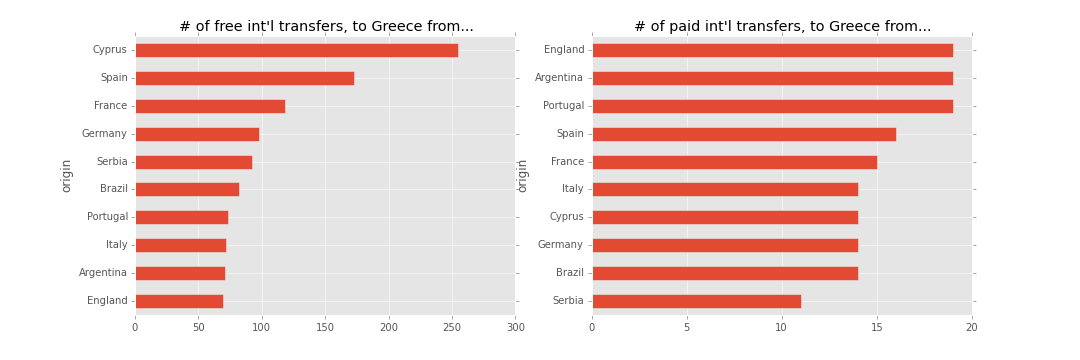 # of free int'l transfers, to Greece from...
Cyprus
Spain
France
Germany
Serbia
Brazil
Portugal
Italy
Argentina
England
origin
0 50 100 150 200 250 300
# of paid int'l transfers, to Greece from...
England
Argentina
Portugal
Spain
France
Italy
Cyprus
Germany
Brazil
Serbia
origin
0 5 10 15 20